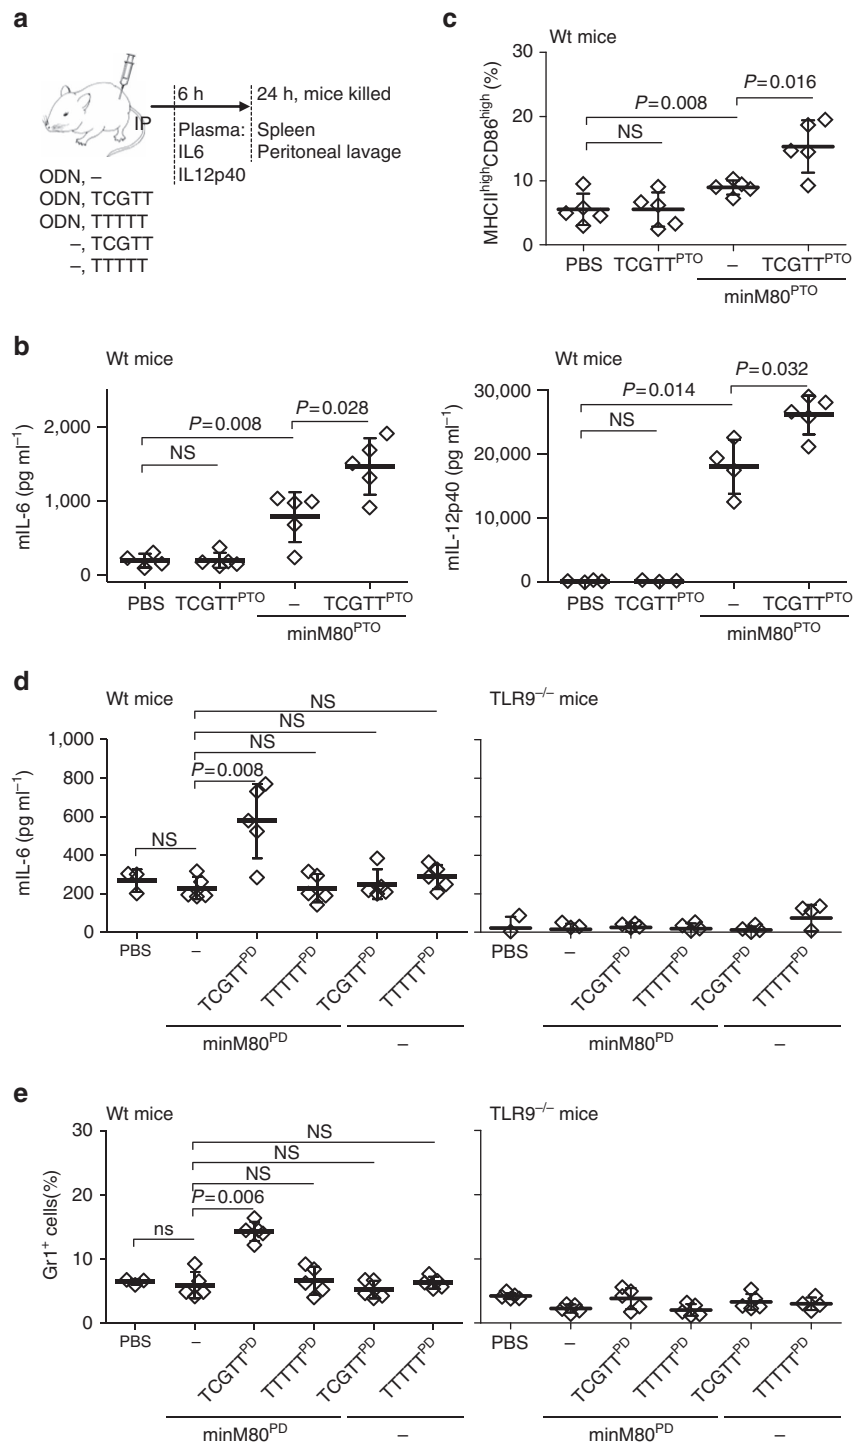 a
IP
6 h
24 h, mice killed
Plasma:
IL6
IL12p40
Spleen
Peritoneal lavage
ODN, –
ODN, TCGTT
ODN, TTTTT
–, TCGTT
–, TTTTT
c
Wt mice
MHCII^high CD86^high (%)
30
20
10
0
NS
P=0.008
P=0.016
PBS
TCGTT^PTO
–
TCGTT^PTO
minM80^PTO
b
Wt mice
mIL-6 (pg ml⁻¹)
2,000
1,000
0
NS
P=0.008
P=0.028
PBS
TCGTT^PTO
–
TCGTT^PTO
minM80^PTO
Wt mice
mIL-12p40 (pg ml⁻¹)
30,000
20,000
10,000
0
NS
P=0.014
P=0.032
PBS
TCGTT^PTO
–
TCGTT^PTO
minM80^PTO
d
Wt mice
mIL-6 (pg ml⁻¹)
1,000
800
600
400
200
0
NS
P=0.008
NS
NS
NS
PBS
–
TCGTT^PD
TTTTT^PD
TCGTT^PD
TTTTT^PD
minM80^PD
–
TLR9⁻/⁻ mice
PBS
–
TCGTT^PD
TTTTT^PD
TCGTT^PD
TTTTT^PD
minM80^PD
–
e
Wt mice
Gr1⁺ cells(%)
30
20
10
0
ns
P=0.006
NS
NS
NS
PBS
–
TCGTT^PD
TTTTT^PD
TCGTT^PD
TTTTT^PD
minM80^PD
–
TLR9⁻/⁻ mice
PBS
–
TCGTT^PD
TTTTT^PD
TCGTT^PD
TTTTT^PD
minM80^PD
–